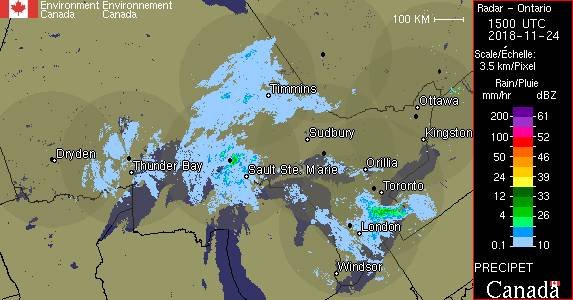 Environment Environnement
Canada Canada
100 KM
Timmins
Ottawa
Sudbury
Kingston
Dryden
Thunder Bay
Sault Ste. Marie
Orillia
Toronto
London
Windsor
Radar - Ontario
1500 UTC
2018-11-24
Scale/Échelle:
3.5 km/Pixel
Rain/Pluie
mm/hr dBZ
200 61
100 52
50 46
24 39
12 34
4 26
0.1 10
PRECIPET
Canada